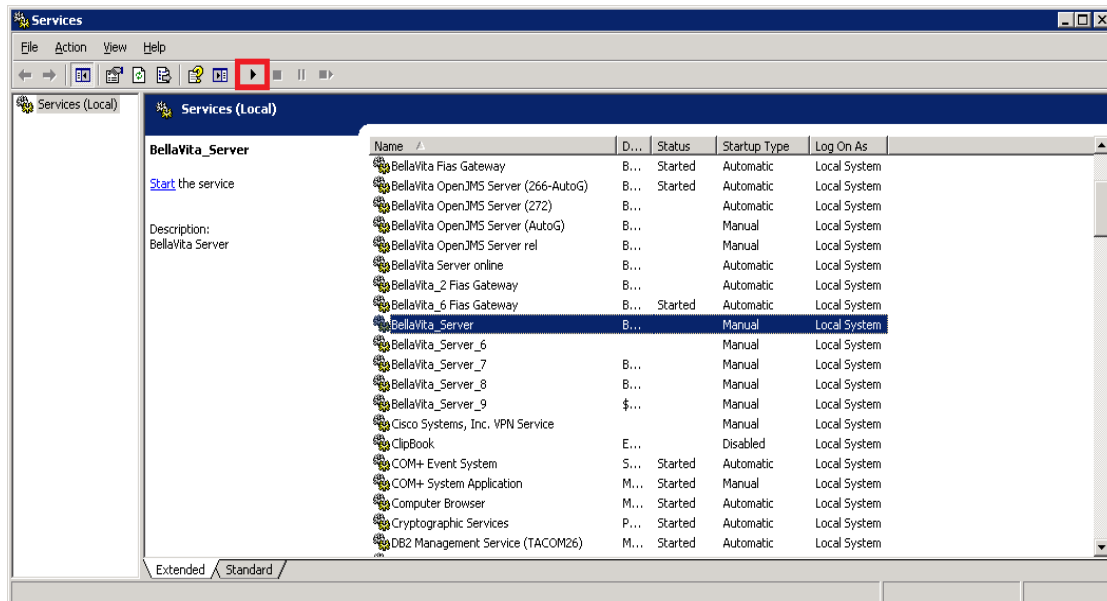 Services
File Action View Help
Services (Local)
Services (Local)
BellaVita_Server
Start the service
Description:
BellaVita Server
Name D... Status Startup Type Log On As
BellaVita Fias Gateway B... Started Automatic Local System
BellaVita OpenJMS Server (266-AutoG) B... Started Automatic Local System
BellaVita OpenJMS Server (272) B... Automatic Local System
BellaVita OpenJMS Server (AutoG) B... Manual Local System
BellaVita OpenJMS Server rel B... Manual Local System
BellaVita Server online B... Automatic Local System
BellaVita_2 Fias Gateway B... Automatic Local System
BellaVita_6 Fias Gateway B... Started Automatic Local System
BellaVita_Server B... Manual Local System
BellaVita_Server_6 Manual Local System
BellaVita_Server_7 B... Manual Local System
BellaVita_Server_8 B... Manual Local System
BellaVita_Server_9 $... Manual Local System
Cisco Systems, Inc. VPN Service Manual Local System
ClipBook E... Disabled Local System
COM+ Event System S... Started Automatic Local System
COM+ System Application M... Started Manual Local System
Computer Browser M... Started Automatic Local System
Cryptographic Services P... Started Automatic Local System
DB2 Management Service (TACOM26) M... Started Automatic Local System
Extended Standard